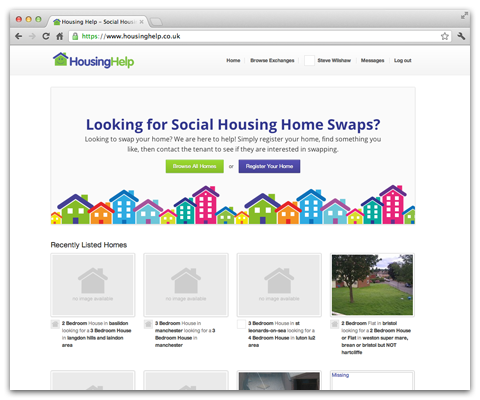 Housing Help – Social Hous
https://www.housinghelp.co.uk
HousingHelp
Home
Browse Exchanges
Steve Wilshaw
Messages
Log out
Looking for Social Housing Home Swaps?
Looking to swap your home? We are here to help! Simply register your home, find something you
like, then contact the tenant to see if they are interested in swapping.
Browse All Homes
or
Register Your Home
Recently Listed Homes
no image available
no image available
no image available
2 Bedroom House in basildon
looking for a 3 Bedroom House
in langdon hills and laindon
area
3 Bedroom House in
manchester looking for a 3
Bedroom House in
manchester
3 Bedroom House in st
leonards-on-sea looking for a
4 Bedroom House in luton lu2
area
2 Bedroom Flat in bristol
looking for a 2 Bedroom House
or Flat in weston super mare,
brean or bristol but NOT
hartcliffe
Missing